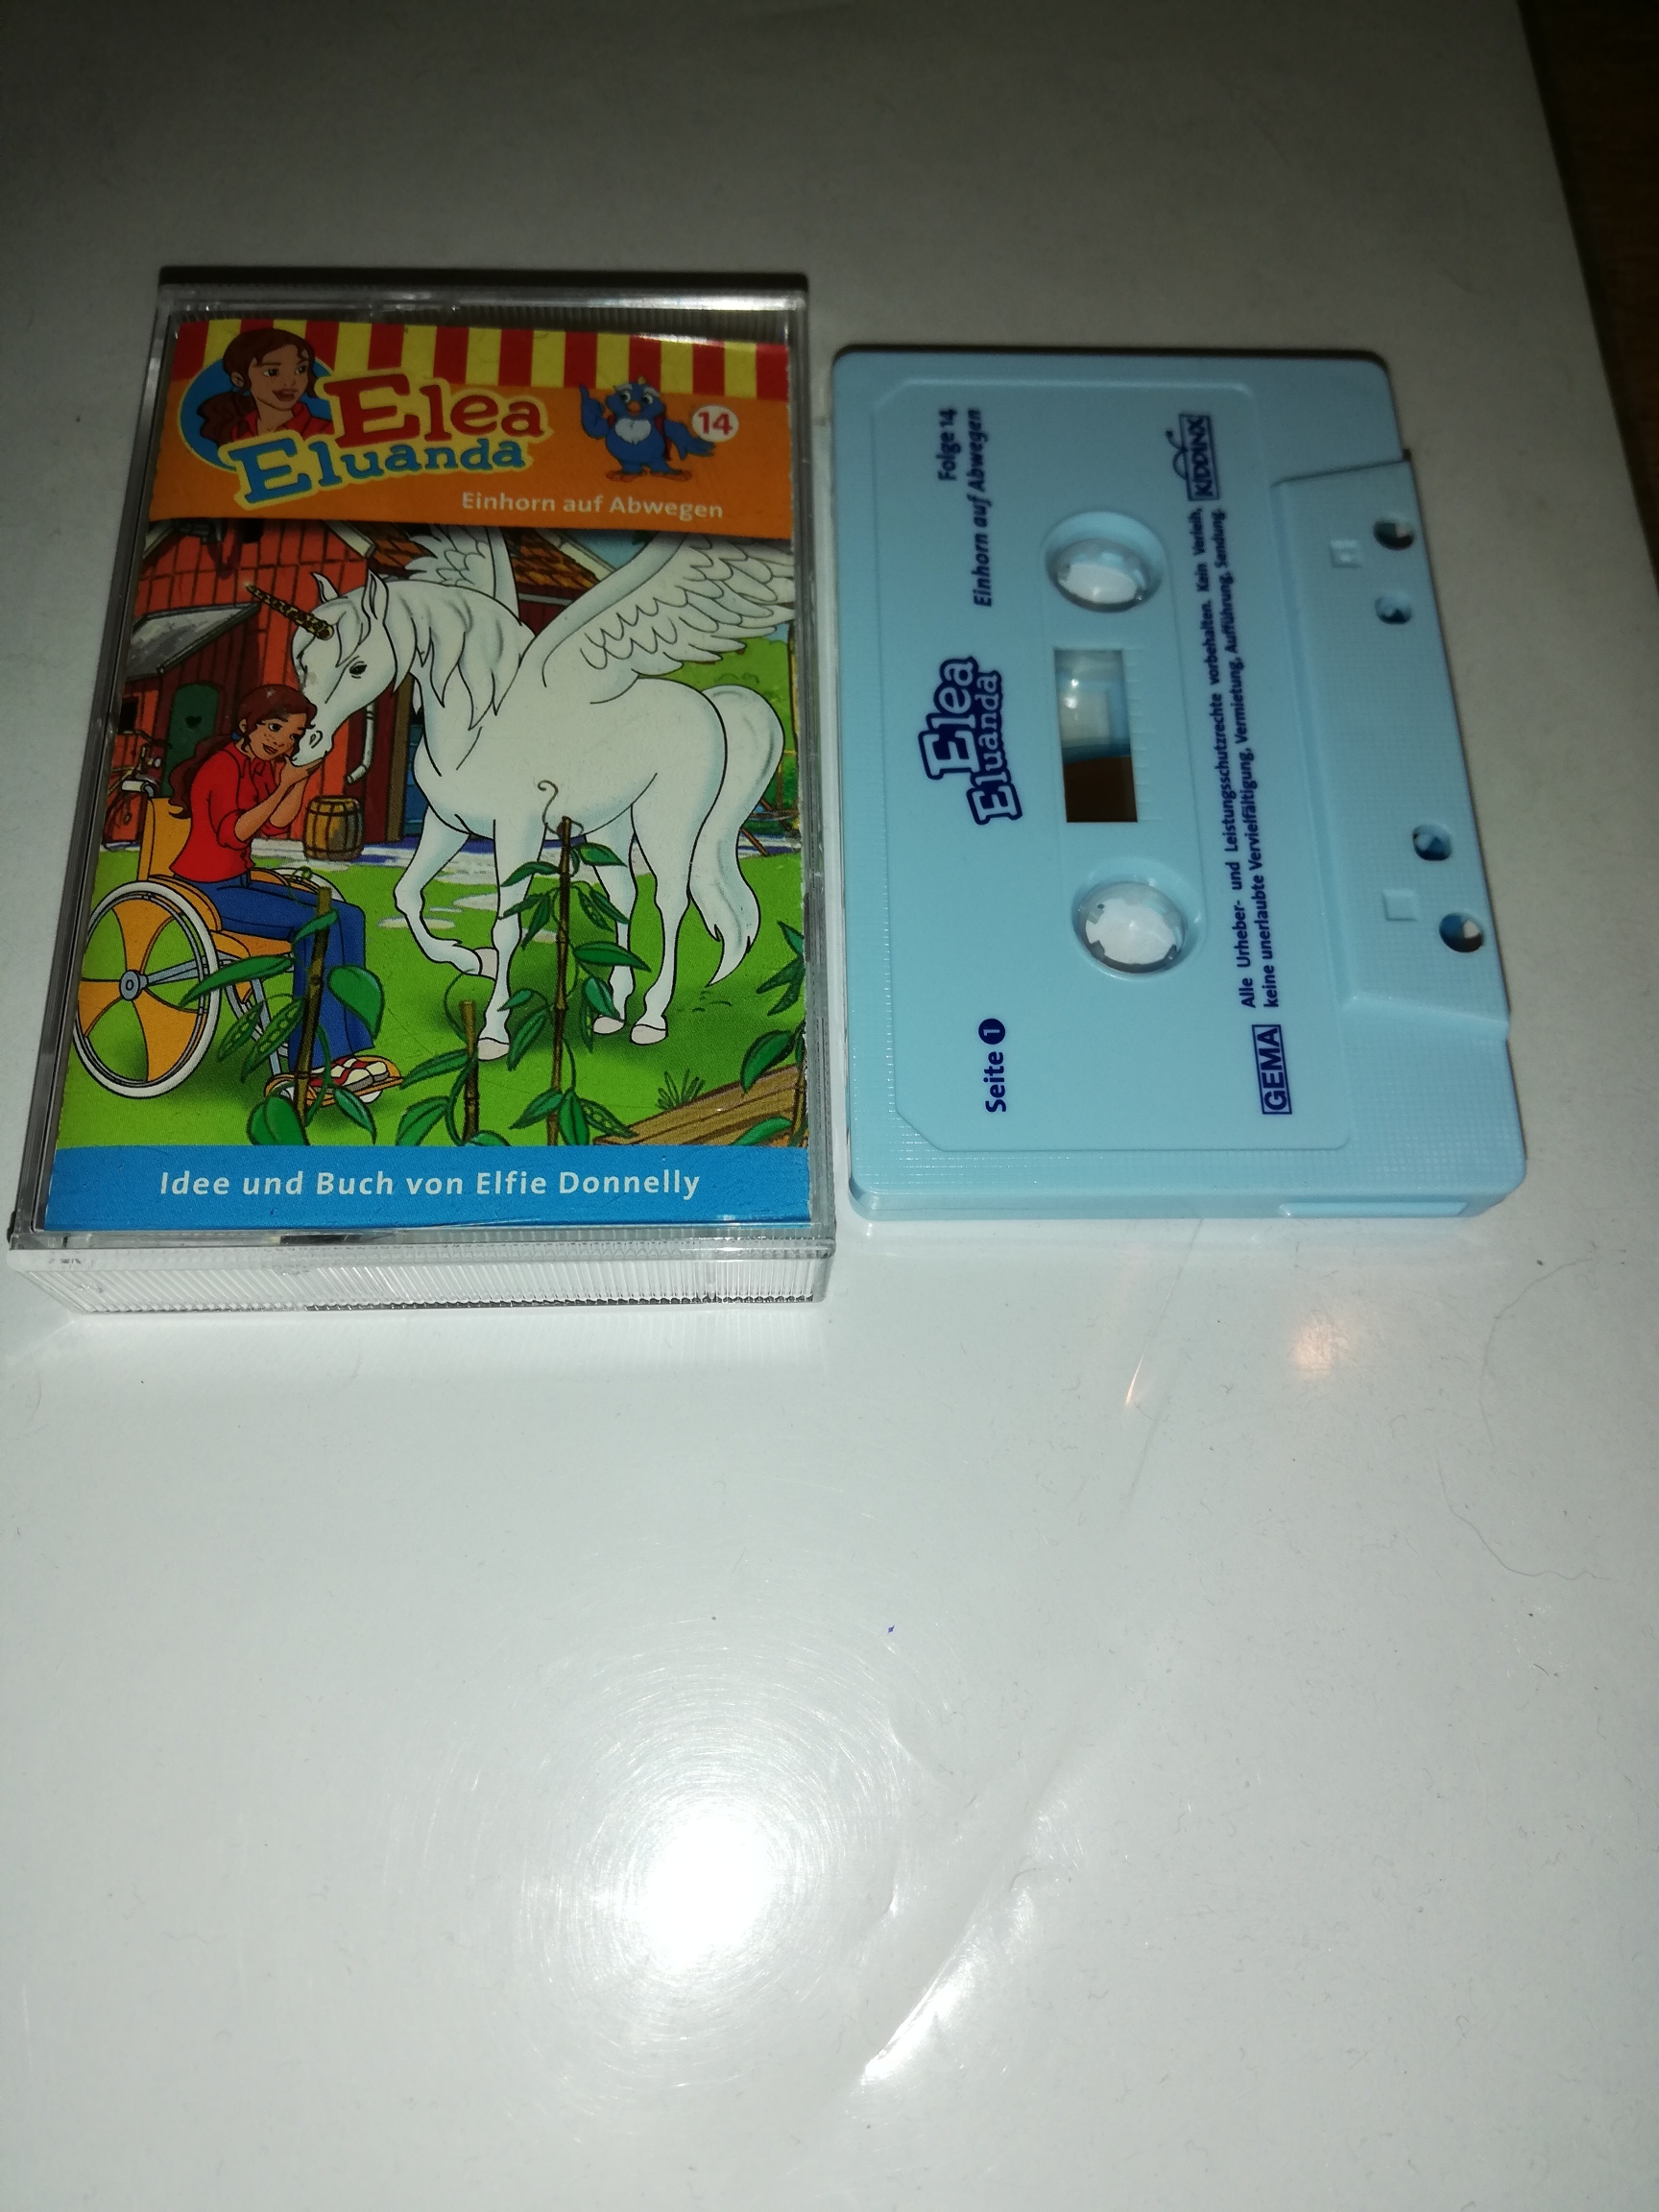 Elea
Eluanda
14
Einhorn auf Abwegen
Idee und Buch von Elfie Donnelly
Seite 1
Elea
Eluanda
Folge 14
Einhorn auf Abwegen
GEMA
Alle Urheber- und Leistungsschutzrechte vorbehalten. Kein Verleih,
keine unerlaubte Vervielfältigung, Vermietung, Aufführung, Sendung.
KIDDINX